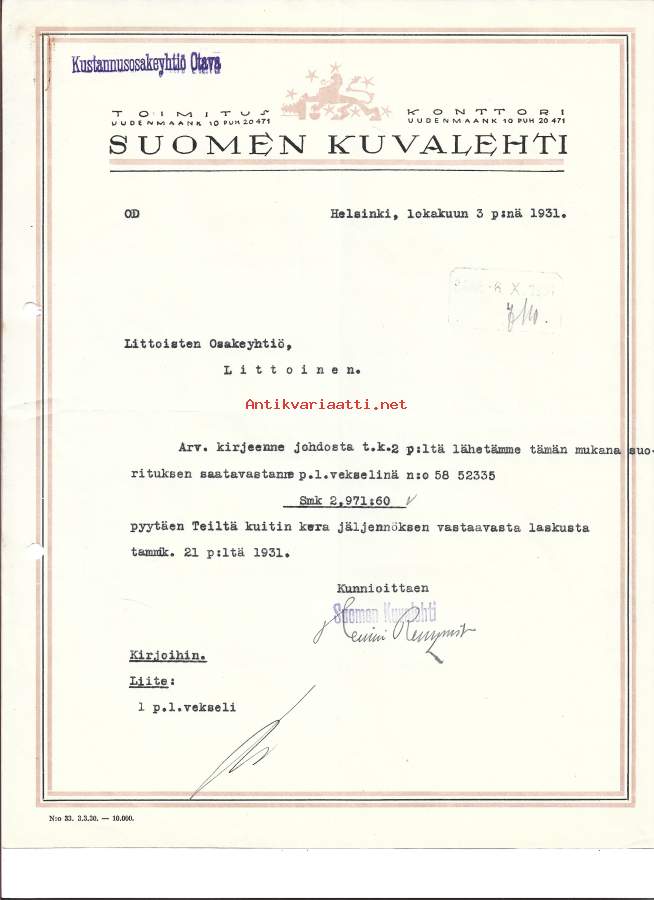 Kustannusosakeyhtiö Otava
TOIMITUS
UUDENMAANK 10 PUH 20 471
KONTTORI
UUDENMAANK 10 PUH 20 471
SUOMEN KUVALEHTI
OD
Helsinki, lokakuun 3 p:nä 1931.
Littoisten Osakeyhtiö,
Littoinen.
Antikvariaatti.net
Arv. kirjeenne johdosta t.k.2 p:ltä lähetämme tämän mukana suo-
rituksen saatavastanne p.l.vekselinä n:o 58 52335
Smk 2,971:60
pyytäen Teiltä kuitin kera jäljennöksen vastaavasta laskusta
tammik. 21 p:ltä 1931.
Kunnioittaen
Suomen Kuvalehti
Kirjoihin.
Liite:
1 p.l.vekseli
N:o 33. 3.3.30. — 10.000.